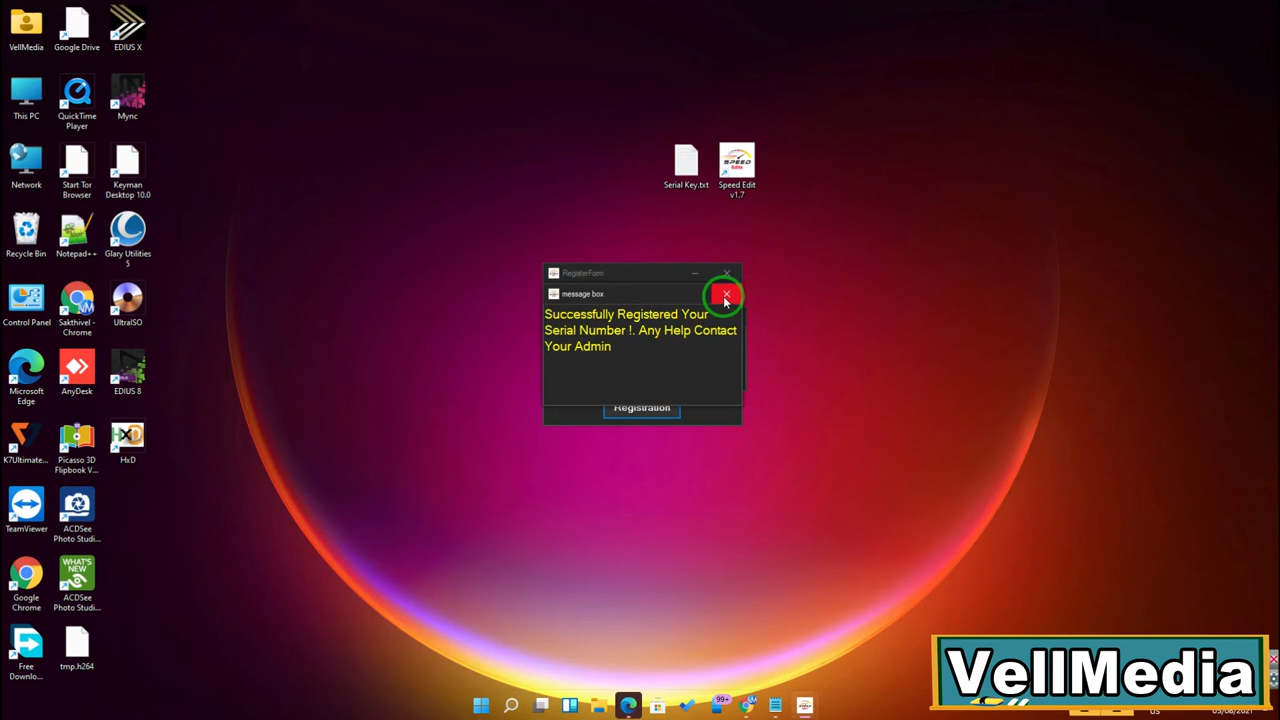 VellMedia
Google Drive
EDIUS X
This PC
QuickTime
Player
Mync
Network
Start Tor
Browser
Keyman
Desktop 10.0
Recycle Bin
Notepad++
Glary Utilities
5
Control Panel
Sakthivel -
Chrome
UltraISO
Microsoft
Edge
AnyDesk
EDIUS 8
K7Ultimate...
Picasso 3D
Flipbook V...
HxD
TeamViewer
ACDSee
Photo Studi...
Google
Chrome
WHAT'S
NEW
ACDSee
Photo Studi...
Free
Downlo...
tmp.h264
Serial Key.txt
SPEED
Speed Edit
v1.7
RegisterForm
message box
Successfully Registered Your
Serial Number !. Any Help Contact
Your Admin
Registration
99+
VellMedia